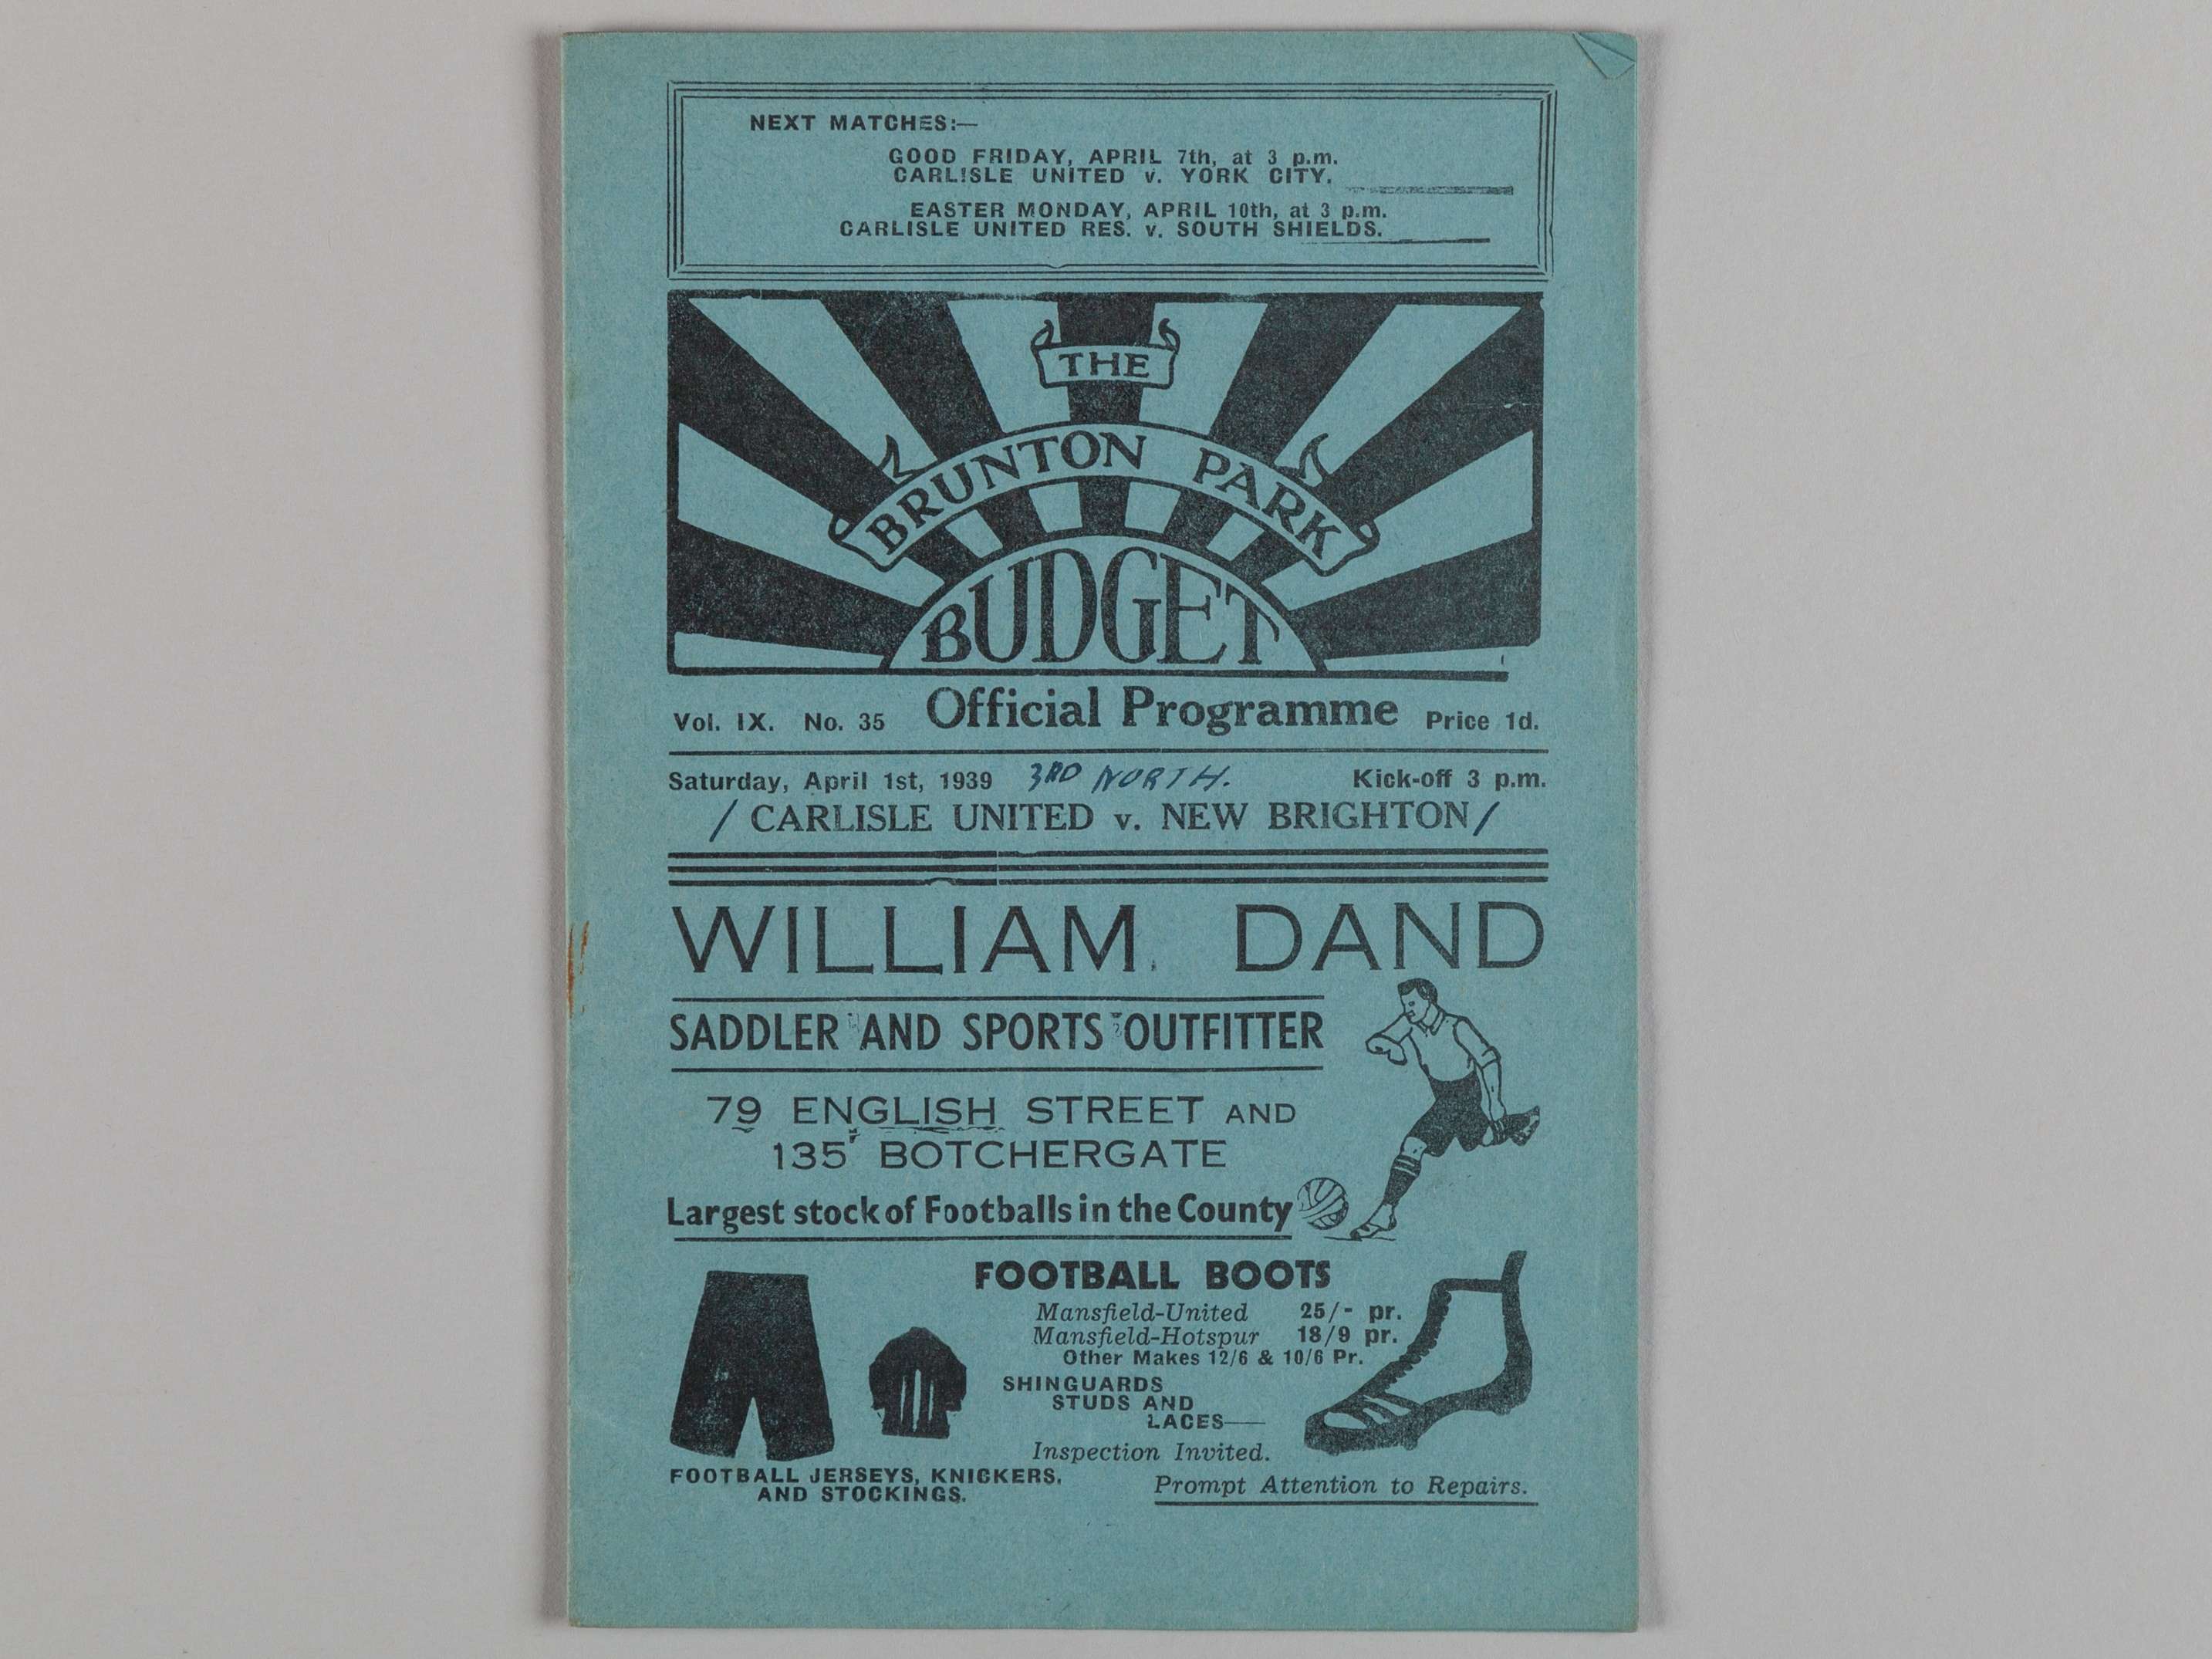 NEXT MATCHES:—
GOOD FRIDAY, APRIL 7th, at 3 p.m.
CARLISLE UNITED v. YORK CITY.
EASTER MONDAY, APRIL 10th, at 3 p.m.
CARLISLE UNITED RES. v. SOUTH SHIELDS.
THE
BRUNTON PARK
BUDGET
Vol. IX. No. 35 Official Programme Price 1d.
Saturday, April 1st, 1939 3RD NORTH. Kick-off 3 p.m.
/ CARLISLE UNITED v. NEW BRIGHTON /
WILLIAM DAND
SADDLER AND SPORTS OUTFITTER
79 ENGLISH STREET AND
135 BOTCHERGATE
Largest stock of Footballs in the County
FOOTBALL BOOTS
Mansfield-United 25/- pr.
Mansfield-Hotspur 18/9 pr.
Other Makes 12/6 & 10/6 Pr.
SHINGUARDS
STUDS AND
LACES—
Inspection Invited.
FOOTBALL JERSEYS, KNICKERS,
AND STOCKINGS.
Prompt Attention to Repairs.